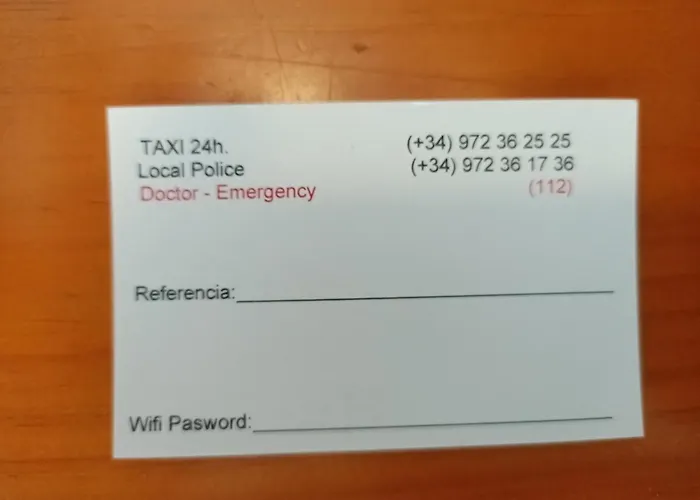 TAXI 24h. (+34) 972 36 25 25
Local Police (+34) 972 36 17 36
Doctor - Emergency (112)
Referencia:
Wifi Pasword: